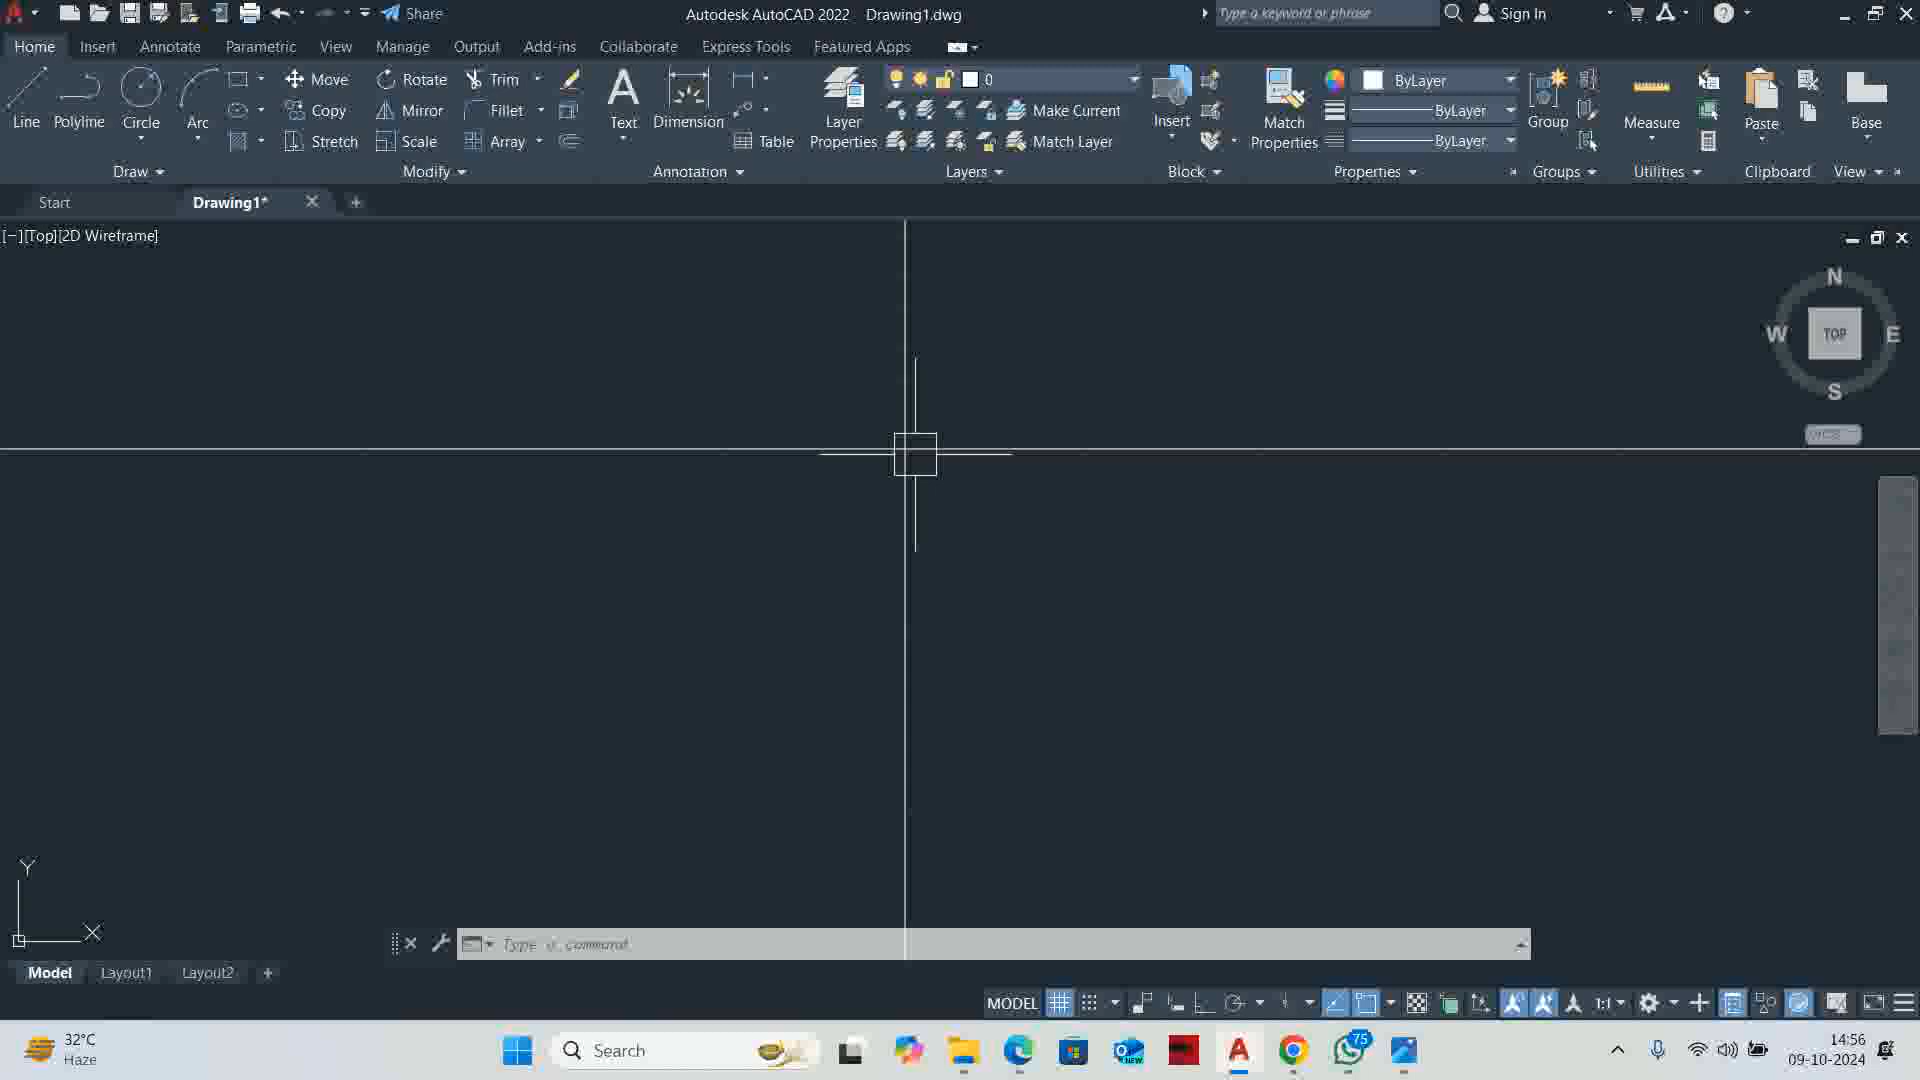 Share
Autodesk AutoCAD 2022 Drawing1.dwg
Type a keyword or phrase
Sign In
Home Insert Annotate Parametric View Manage Output Add-ins Collaborate Express Tools Featured Apps
Line Polyline Circle Arc
Move Rotate Trim
Copy Mirror Fillet
Stretch Scale Array
Text Dimension Table
Layer Properties
0
Make Current
Match Layer
Insert
Match Properties
ByLayer
ByLayer
ByLayer
Group
Measure
Paste
Base
Draw Modify Annotation Layers Block Properties Groups Utilities Clipboard View
Start Drawing1*
[−][Top][2D Wireframe]
N
W TOP E
S
WCS
Y
X
Type a command
Model Layout1 Layout2 +
MODEL 1:1
32°C
Haze
Search
NEW
75
14:56
09-10-2024